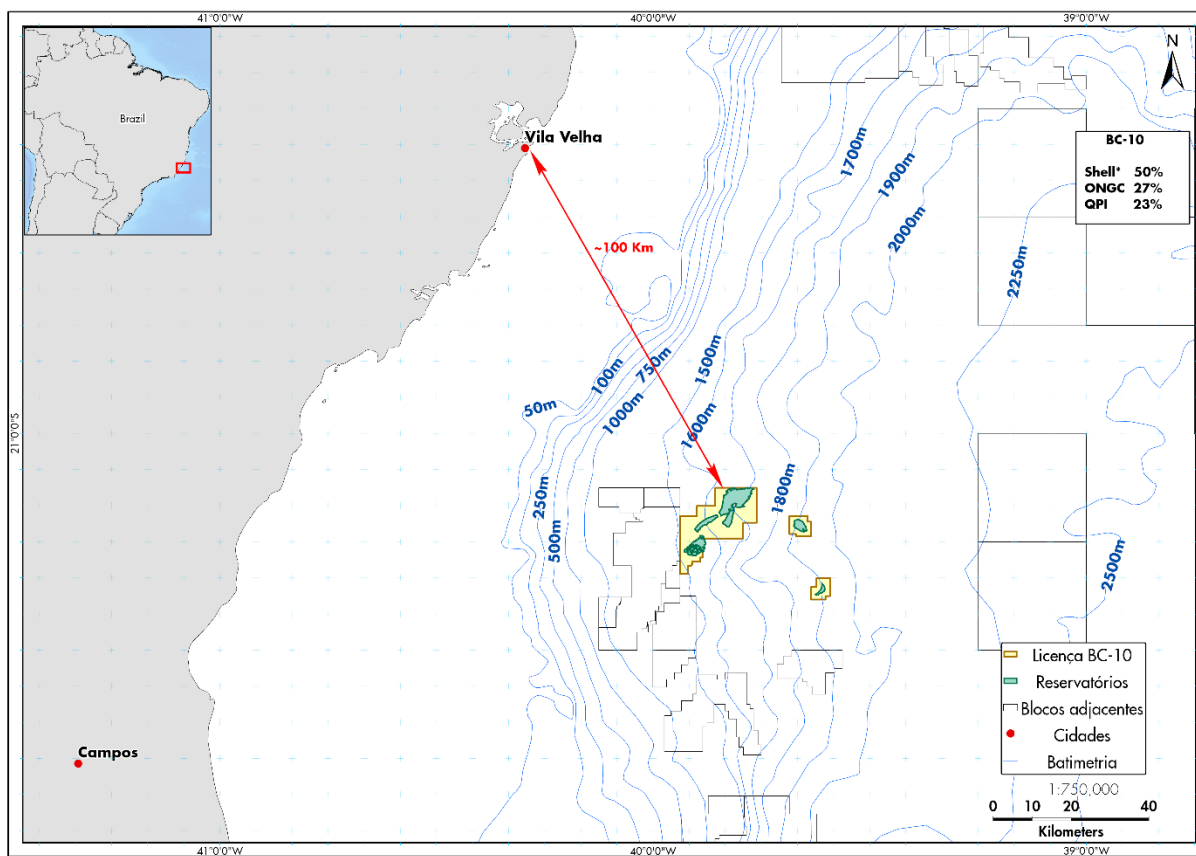 41°0'0"W
40°0'0"W
39°0'0"W
N
Brazil
Vila Velha
BC-10
Shell* 50%
ONGC 27%
QPI 23%
~100 Km
1700m
1900m
2000m
2250m
50m
100m
750m
1000m
1500m
1600m
21°0'0"S
250m
500m
1800m
2500m
Licença BC-10
Reservatórios
Blocos adjacentes
Cidades
Batimetria
1:750,000
0 10 20 40
Kilometers
Campos
41°0'0"W
40°0'0"W
39°0'0"W